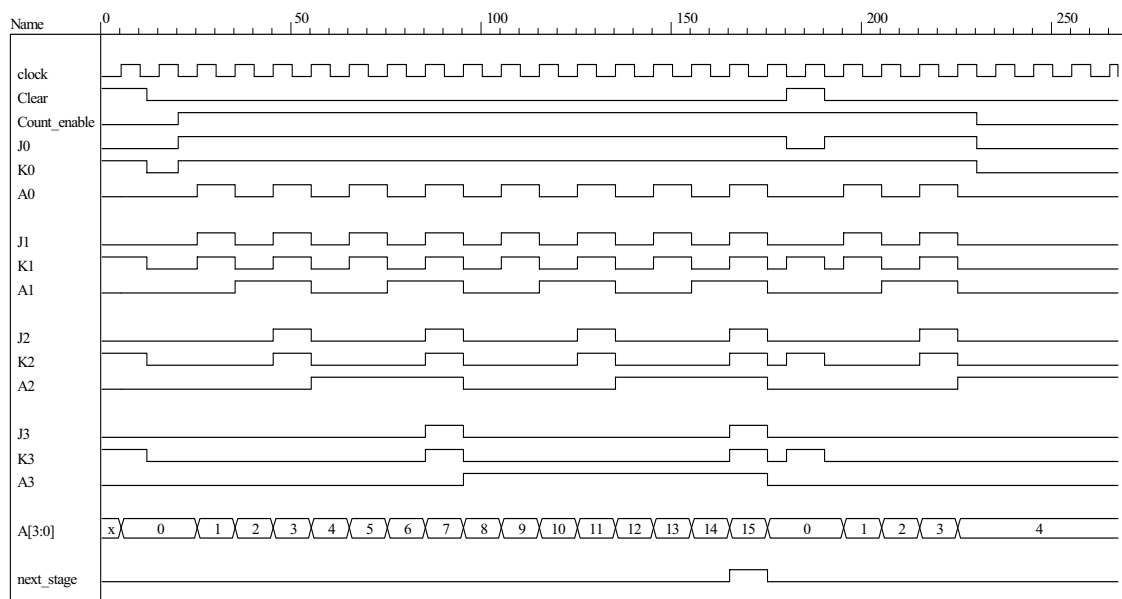 Name 0 50 100 150 200 250
clock
Clear
Count_enable
J0
K0
A0
J1
K1
A1
J2
K2
A2
J3
K3
A3
A[3:0] x 0 1 2 3 4 5 6 7 8 9 10 11 12 13 14 15 0 1 2 3 4
next_stage